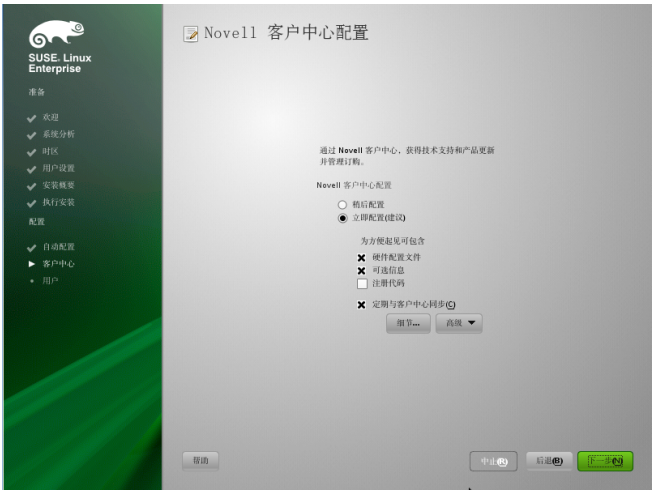 SUSE. Linux
Enterprise
准备
欢迎
系统分析
时区
用户设置
安装概要
执行安装
配置
自动配置
客户中心
用户
Novell 客户中心配置
通过 Novell 客户中心，获得技术支持和产品更新
并管理订购。
Novell 客户中心配置
稍后配置
立即配置(建议)
为方便起见可包含
硬件配置文件
可选信息
注册代码
定期与客户中心同步(C)
细节...
高级
帮助
中止(R)
后退(B)
下一步(N)